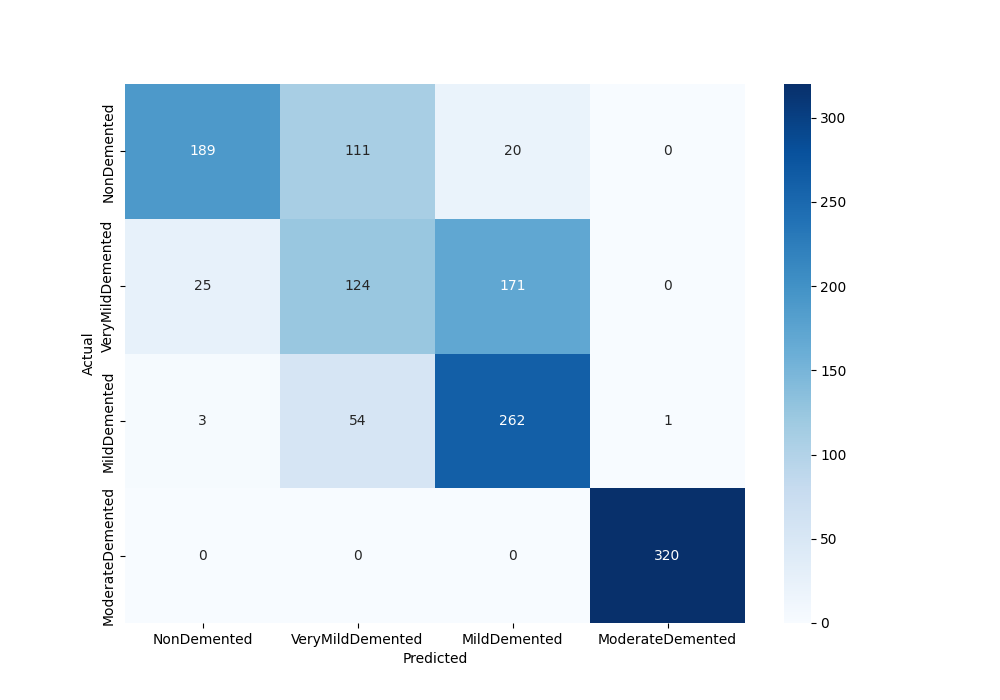 NonDemented
189 111 20 0
VeryMildDemented
25 124 171 0
MildDemented
3 54 262 1
ModerateDemented
0 0 0 320
Actual
NonDemented VeryMildDemented MildDemented ModerateDemented
Predicted
300
250
200
150
100
50
0